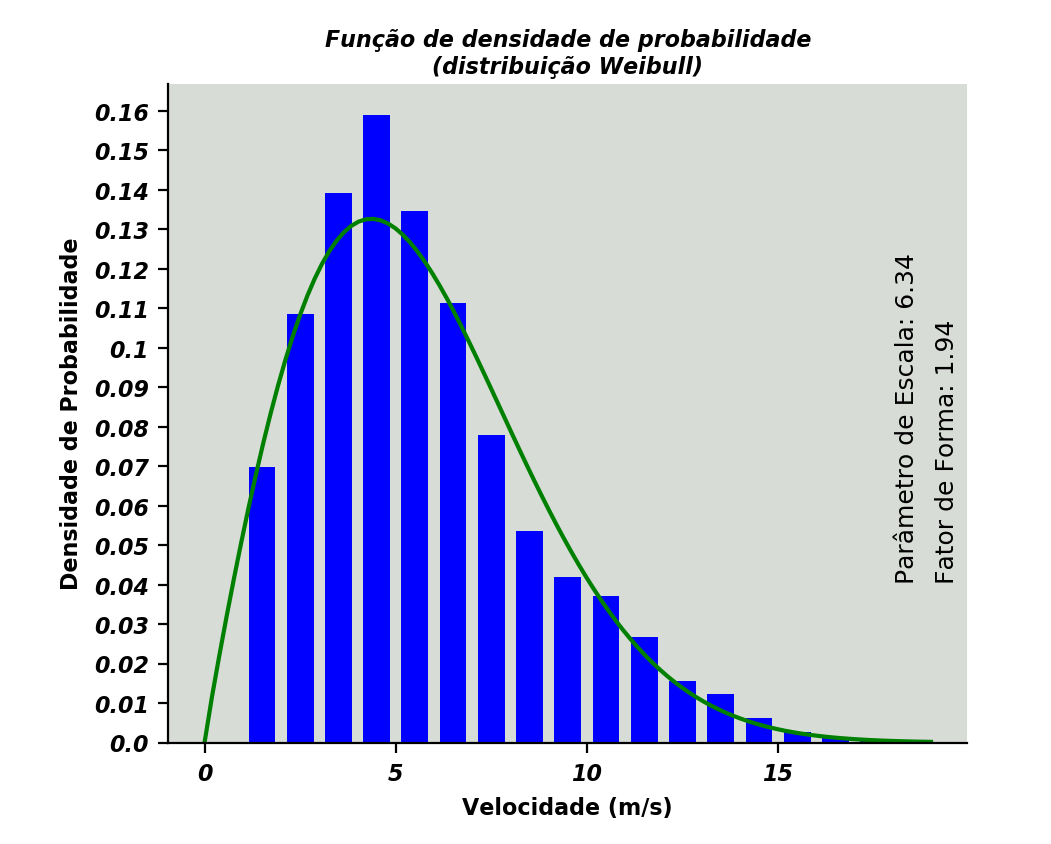 Função de densidade de probabilidade
(distribuição Weibull)
0.16
0.15
0.14
0.13
0.12
0.11
0.1
0.09
0.08
0.07
0.06
0.05
0.04
0.03
0.02
0.01
0.0
Densidade de Probabilidade
0 5 10 15
Velocidade (m/s)
Parâmetro de Escala: 6.34
Fator de Forma: 1.94